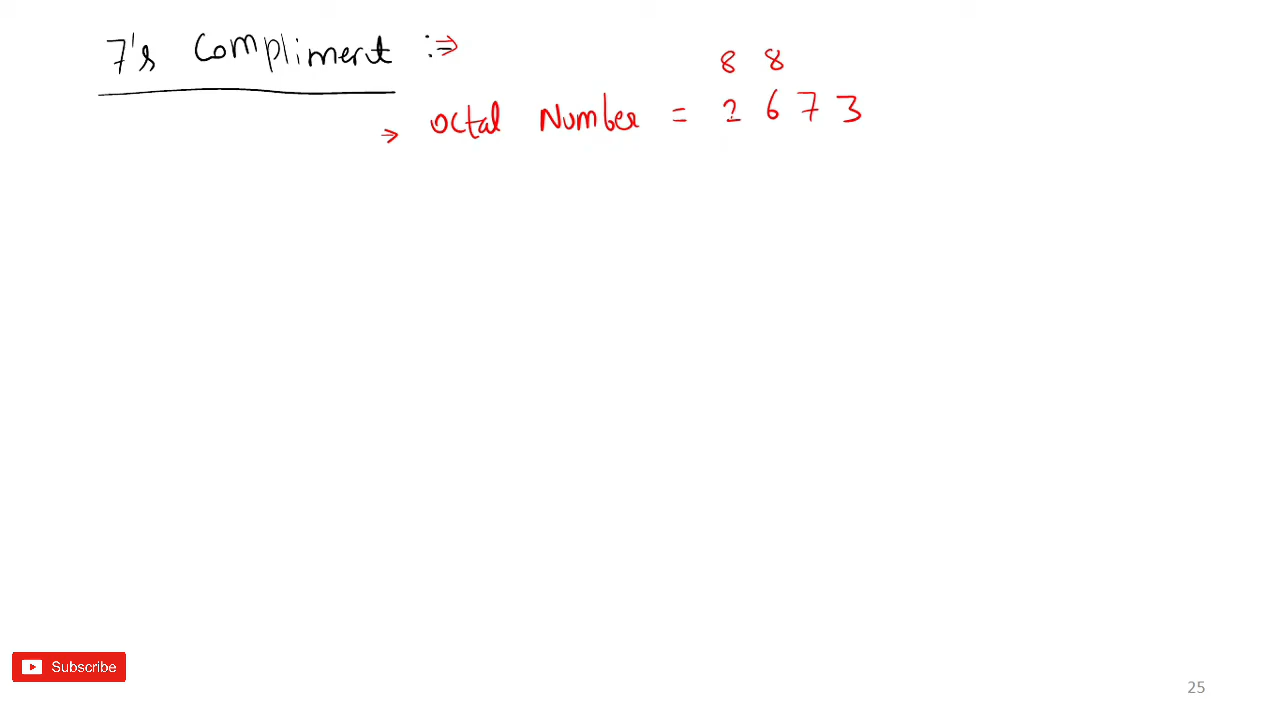 7's Compliment :⇒
8 8
→ Octal Number = 2 6 7 3
Subscribe
25